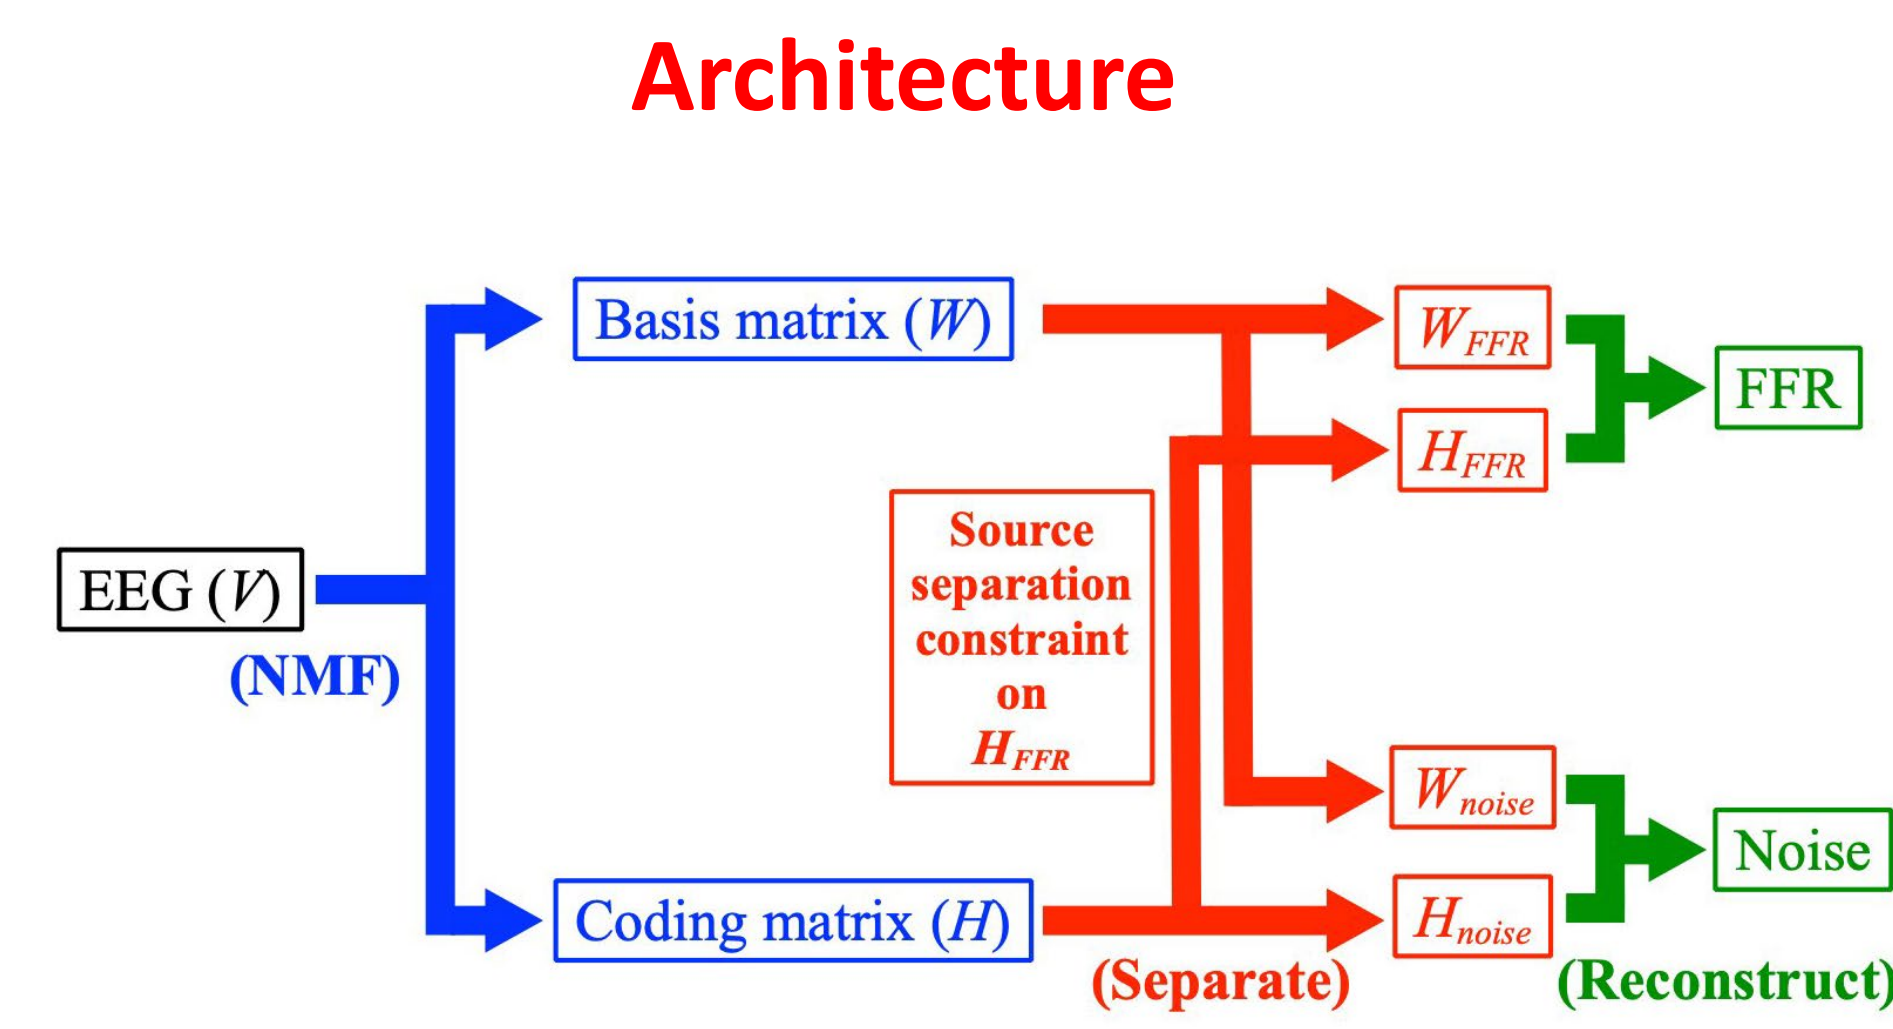 Architecture
Basis matrix (W)
W_FFR
FFR
H_FFR
Source
separation
constraint
on
H_FFR
EEG (V)
(NMF)
W_noise
Noise
Coding matrix (H)
H_noise
(Separate)
(Reconstruct)